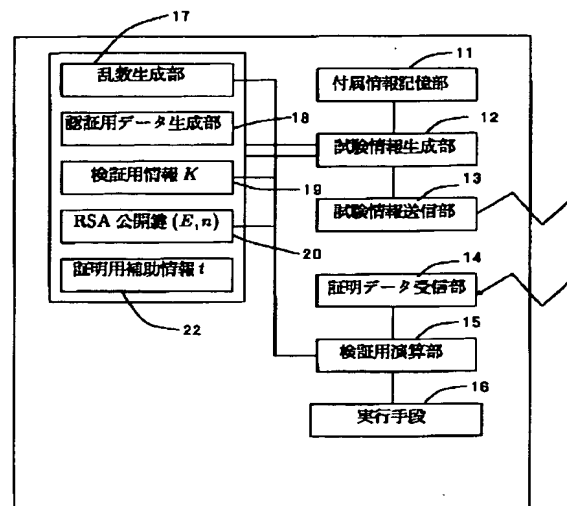 17
乱数生成部
認証用データ生成部
18
検証用情報 K
19
RSA 公開鍵 (E, n)
20
証明用補助情報 t
22
11
付属情報記憶部
12
試験情報生成部
13
試験情報送信部
14
証明データ受信部
15
検証用演算部
16
実行手段